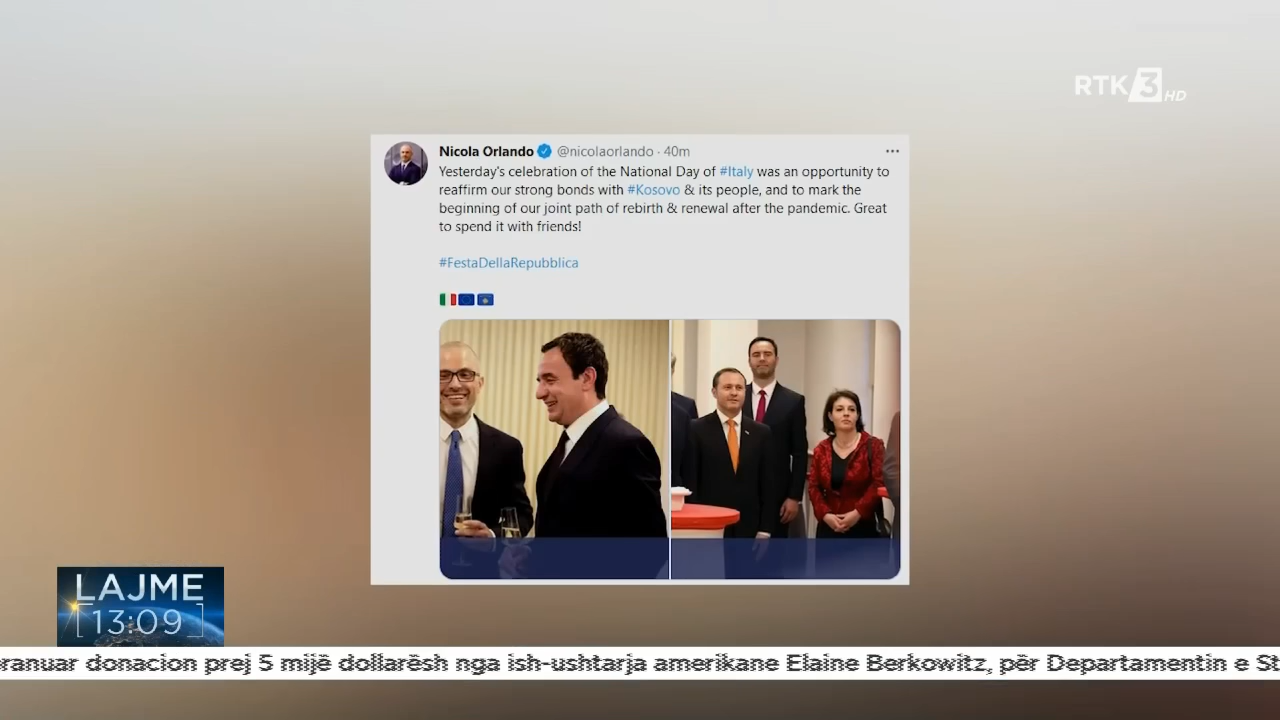 RTK 3 HD
Nicola Orlando @nicolaorlando · 40m
Yesterday's celebration of the National Day of #Italy was an opportunity to
reaffirm our strong bonds with #Kosovo & its people, and to mark the
beginning of our joint path of rebirth & renewal after the pandemic. Great
to spend it with friends!
#FestaDellaRepubblica
LAJME
[13:09]
donacion prej 5 mijë dollarësh nga ish-ushtarja amerikane Elaine Berkowitz, për Departamentin e